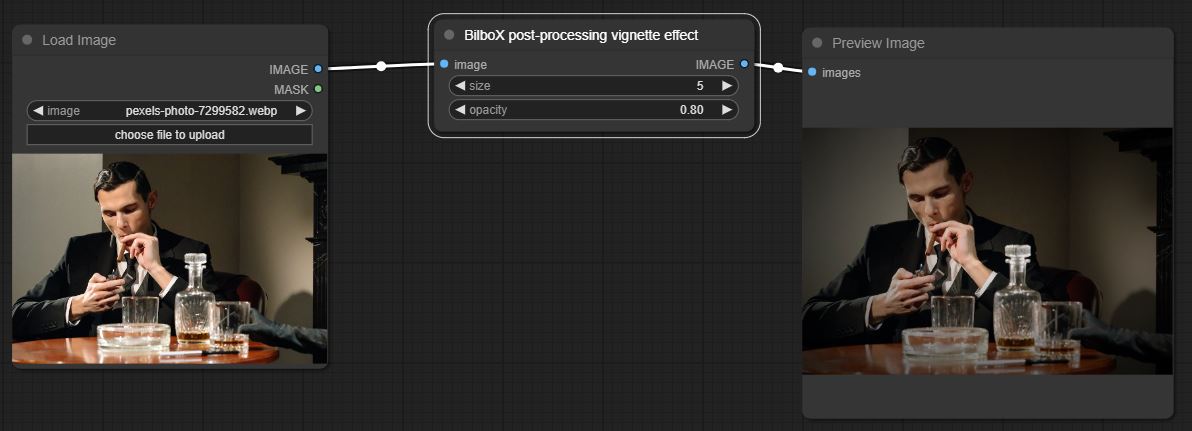 Load Image
IMAGE
MASK
image pexels-photo-7299582.webp
choose file to upload
BilboX post-processing vignette effect
image IMAGE
size 5
opacity 0.80
Preview Image
images